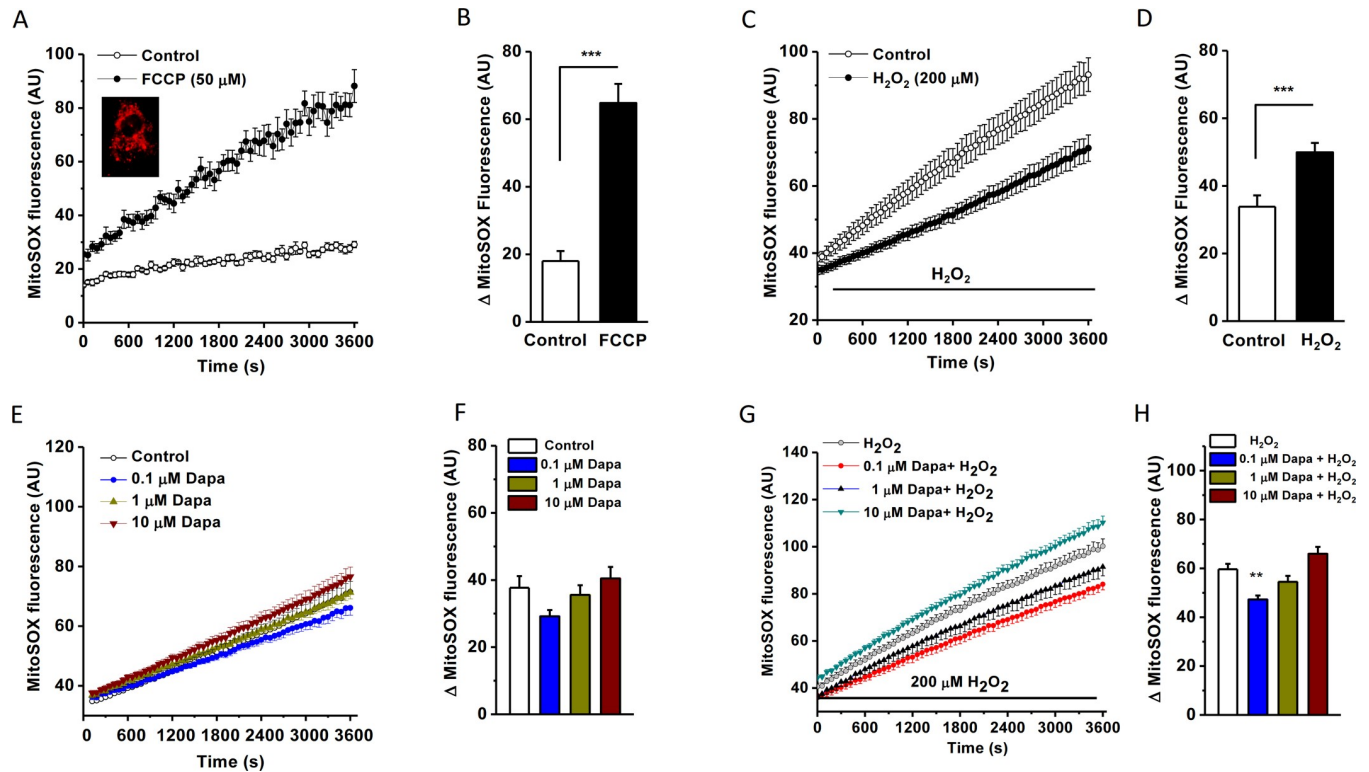 A
MitoSOX fluorescence (AU)
100
80
60
40
20
0
Control
FCCP (50 μM)
0 600 1200 1800 2400 3000 3600
Time (s)
B
Δ MitoSOX Fluorescence (AU)
80
60
40
20
0
***
Control FCCP
C
MitoSOX fluorescence (AU)
100
80
60
40
20
Control
H₂O₂ (200 μM)
H₂O₂
0 600 1200 1800 2400 3000 3600
Time (s)
D
Δ MitoSOX Fluorescence (AU)
80
60
40
20
0
***
Control H₂O₂
E
MitoSOX fluorescence (AU)
120
100
80
60
40
Control
0.1 μM Dapa
1 μM Dapa
10 μM Dapa
0 600 1200 1800 2400 3000 3600
Time (s)
F
Δ MitoSOX fluorescence (AU)
80
60
40
20
0
Control
0.1 μM Dapa
1 μM Dapa
10 μM Dapa
G
MitoSOX fluorescence (AU)
140
120
100
80
60
40
H₂O₂
0.1 μM Dapa+ H₂O₂
1 μM Dapa+ H₂O₂
10 μM Dapa+ H₂O₂
200 μM H₂O₂
0 600 1200 1800 2400 3000 3600
Time (s)
H
Δ MitoSOX fluorescence (AU)
100
80
60
40
20
0
H₂O₂
0.1 μM Dapa + H₂O₂
1 μM Dapa + H₂O₂
10 μM Dapa + H₂O₂
**